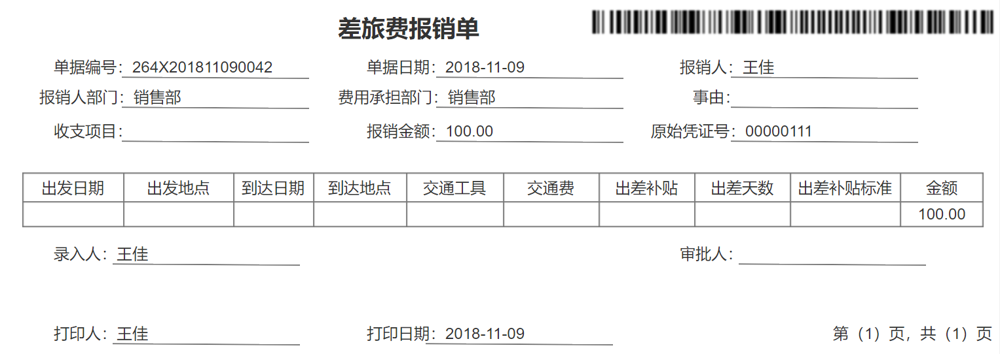 差旅费报销单
单据编号：264X201811090042 单据日期：2018-11-09 报销人：王佳
报销人部门：销售部 费用承担部门：销售部 事由：
收支项目： 报销金额：100.00 原始凭证号：00000111
出发日期 出发地点 到达日期 到达地点 交通工具 交通费 出差补贴 出差天数 出差补贴标准 金额
100.00
录入人：王佳 审批人：
打印人：王佳 打印日期：2018-11-09 第（1）页，共（1）页